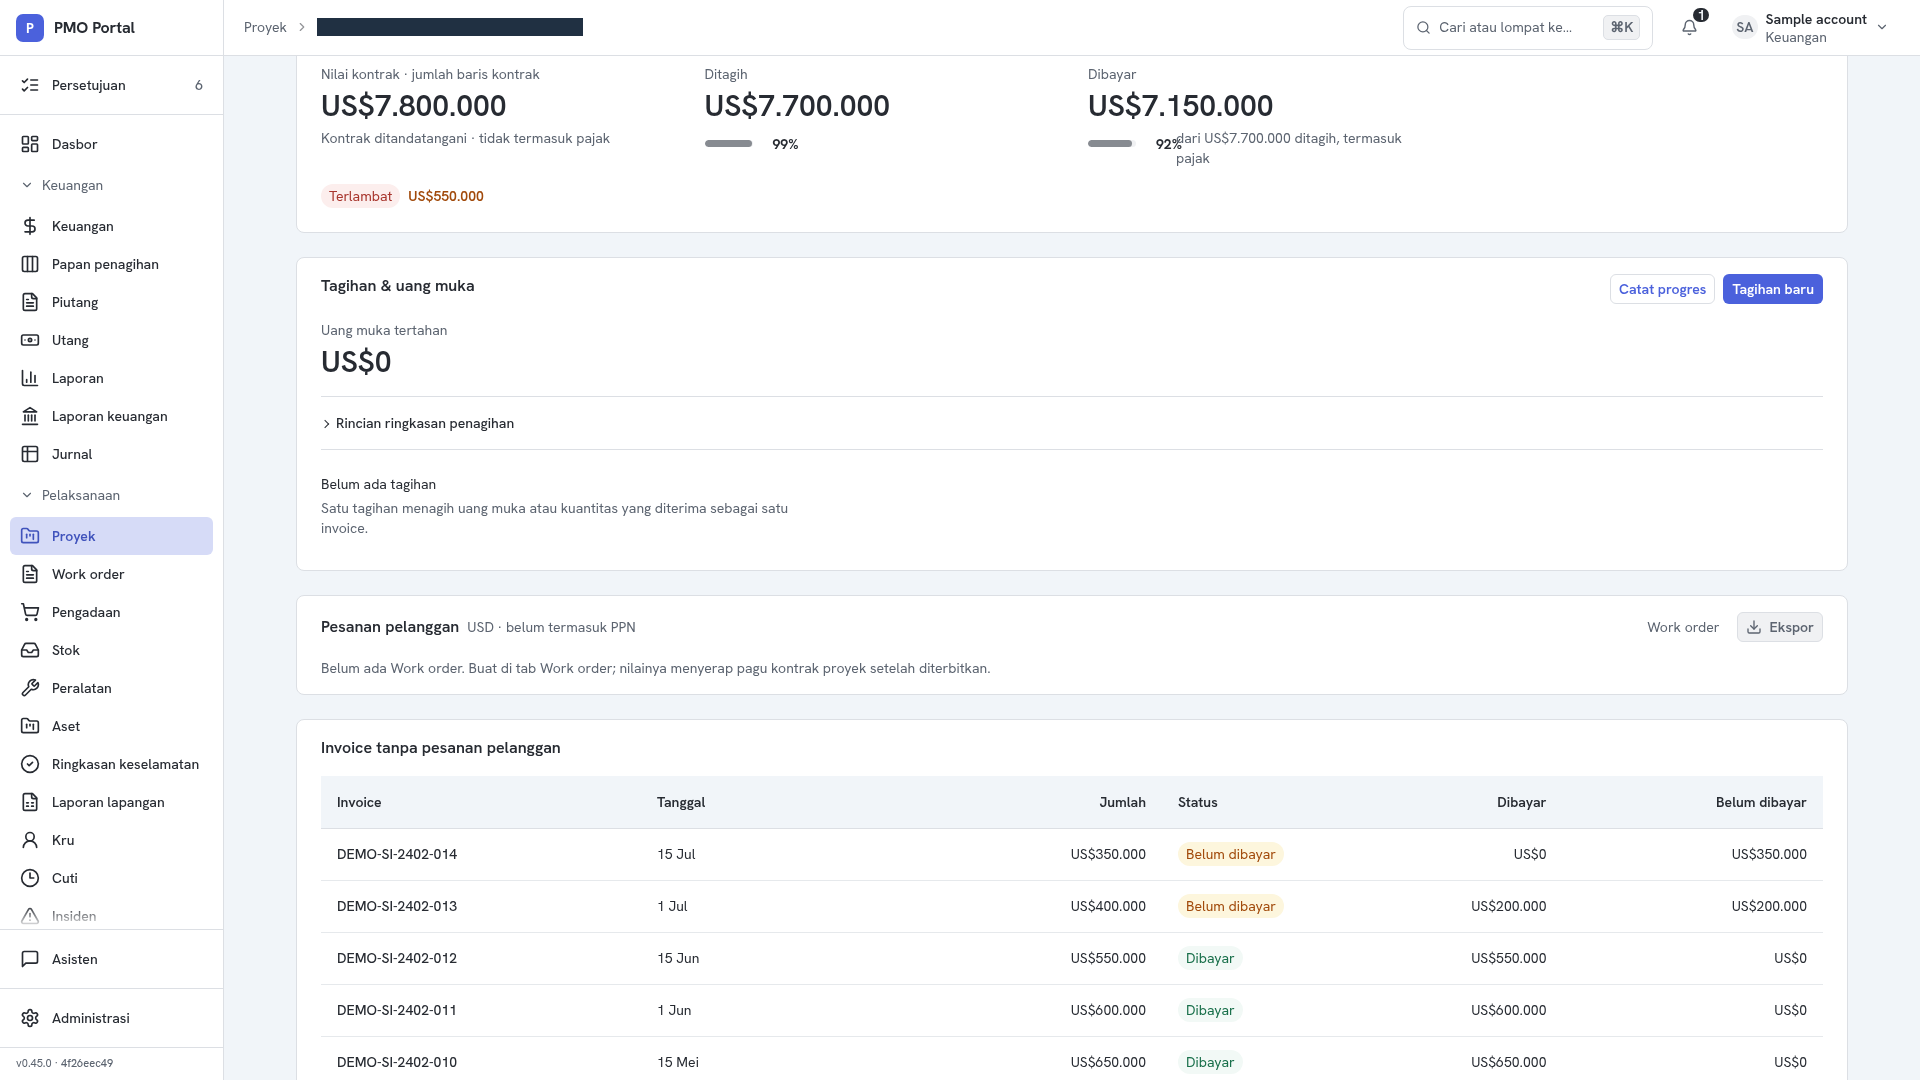 P PMO Portal
Proyek
Cari atau lompat ke...
⌘K
1
SA
Sample account
Keuangan
Persetujuan 6
Dasbor
Keuangan
Keuangan
Papan penagihan
Piutang
Utang
Laporan
Laporan keuangan
Jurnal
Pelaksanaan
Proyek
Work order
Pengadaan
Stok
Peralatan
Aset
Ringkasan keselamatan
Laporan lapangan
Kru
Cuti
Insiden
Asisten
Administrasi
v0.45.0 · 4f26eec49
Nilai kontrak · jumlah baris kontrak
US$7.800.000
Kontrak ditandatangani · tidak termasuk pajak
Ditagih
US$7.700.000
99%
Dibayar
US$7.150.000
92%
dari US$7.700.000 ditagih, termasuk
pajak
Terlambat US$550.000
Tagihan & uang muka
Catat progres
Tagihan baru
Uang muka tertahan
US$0
Rincian ringkasan penagihan
Belum ada tagihan
Satu tagihan menagih uang muka atau kuantitas yang diterima sebagai satu
invoice.
Pesanan pelanggan USD · belum termasuk PPN
Work order
Ekspor
Belum ada Work order. Buat di tab Work order; nilainya menyerap pagu kontrak proyek setelah diterbitkan.
Invoice tanpa pesanan pelanggan
Invoice Tanggal Jumlah Status Dibayar Belum dibayar
DEMO-SI-2402-014 15 Jul US$350.000 Belum dibayar US$0 US$350.000
DEMO-SI-2402-013 1 Jul US$400.000 Belum dibayar US$200.000 US$200.000
DEMO-SI-2402-012 15 Jun US$550.000 Dibayar US$550.000 US$0
DEMO-SI-2402-011 1 Jun US$600.000 Dibayar US$600.000 US$0
DEMO-SI-2402-010 15 Mei US$650.000 Dibayar US$650.000 US$0